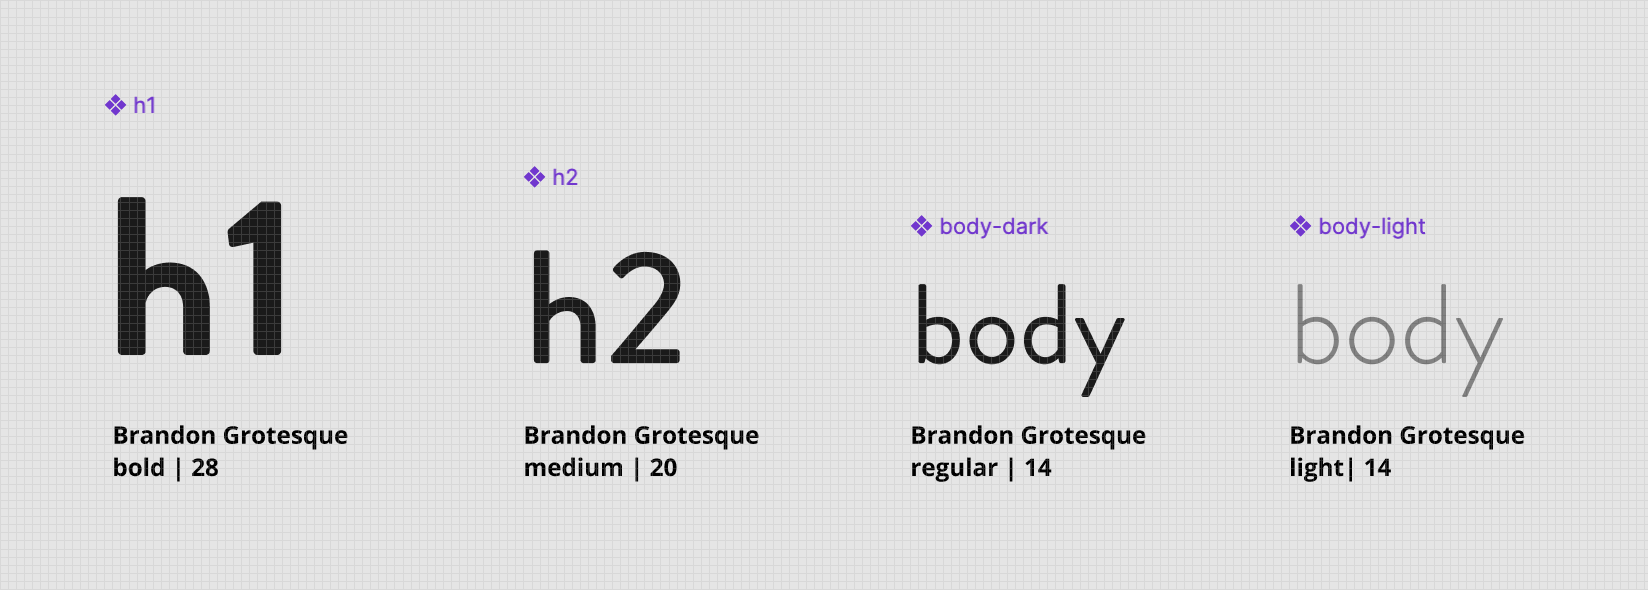 h1
h1
Brandon Grotesque
bold | 28
h2
h2
Brandon Grotesque
medium | 20
body-dark
body
Brandon Grotesque
regular | 14
body-light
body
Brandon Grotesque
light| 14